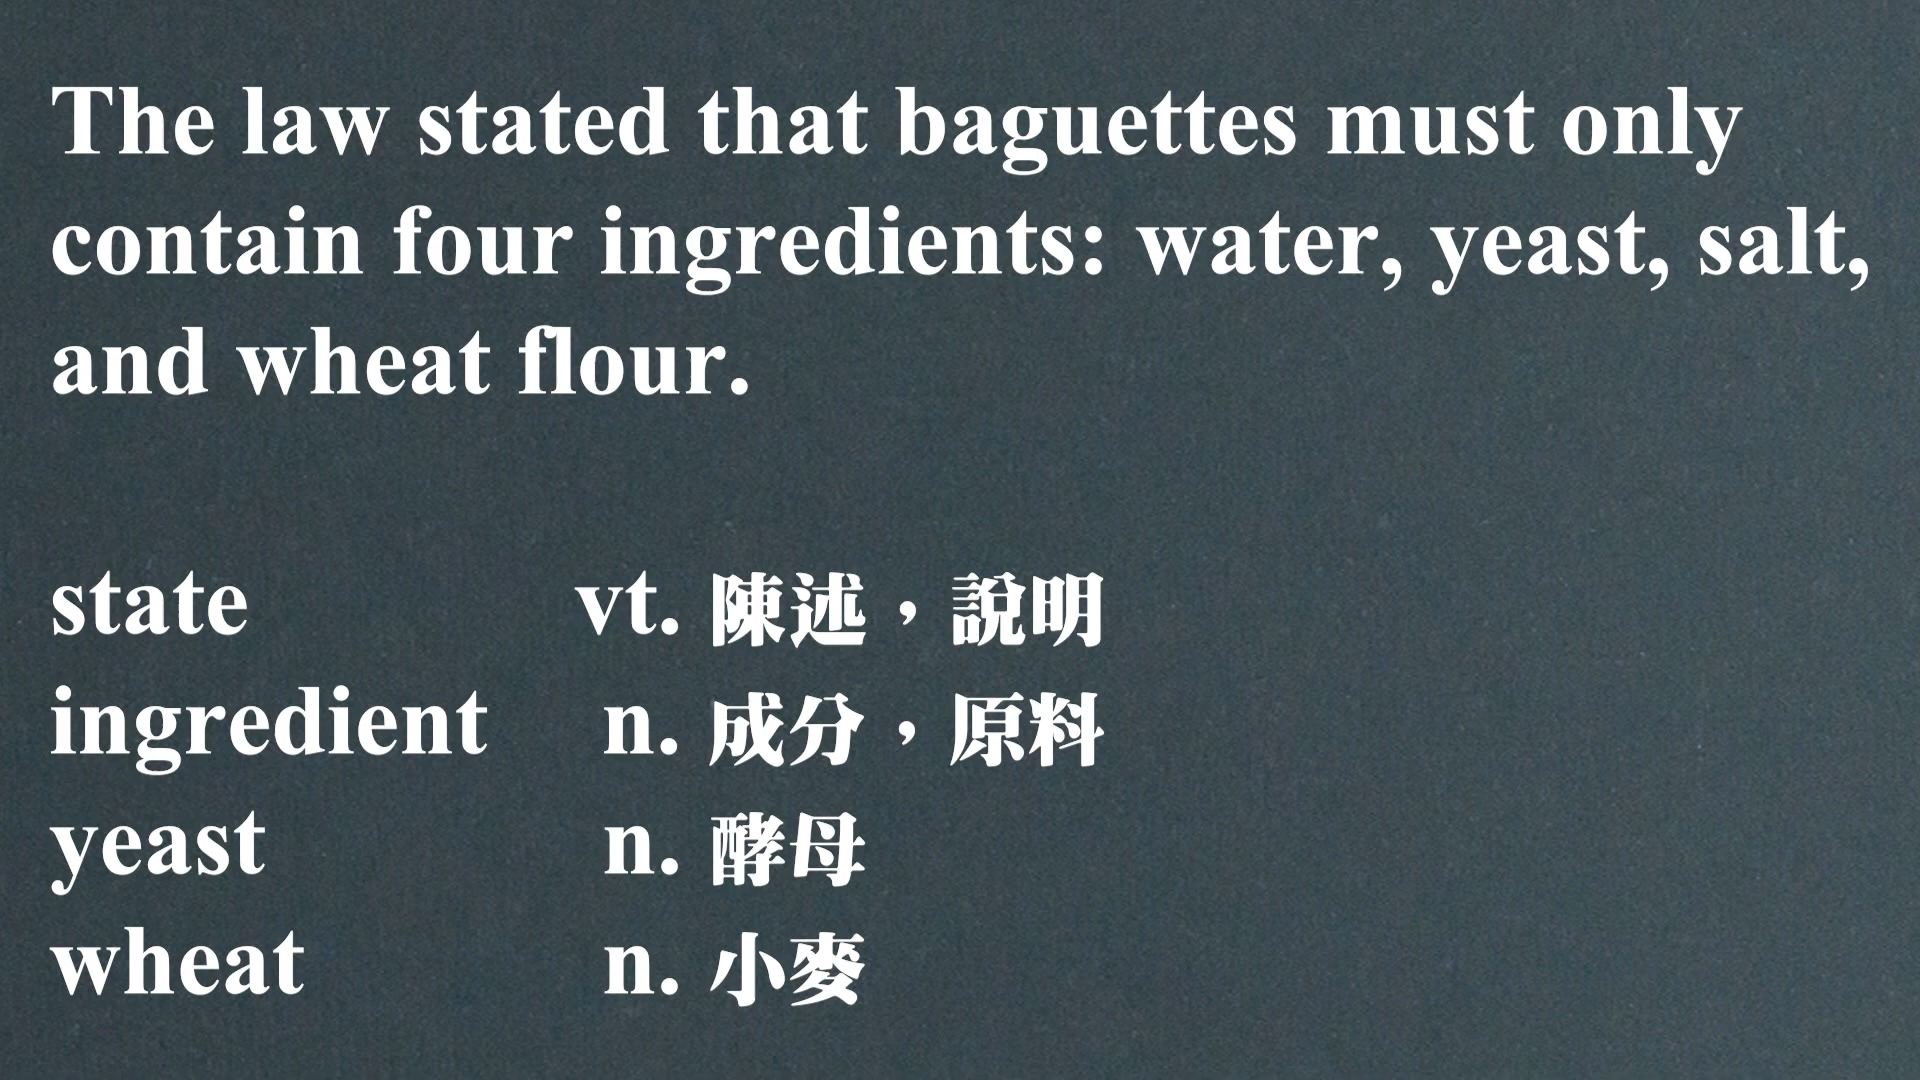 The law stated that baguettes must only
contain four ingredients: water, yeast, salt,
and wheat flour.
state vt. 陳述，說明
ingredient n. 成分，原料
yeast n. 酵母
wheat n. 小麥